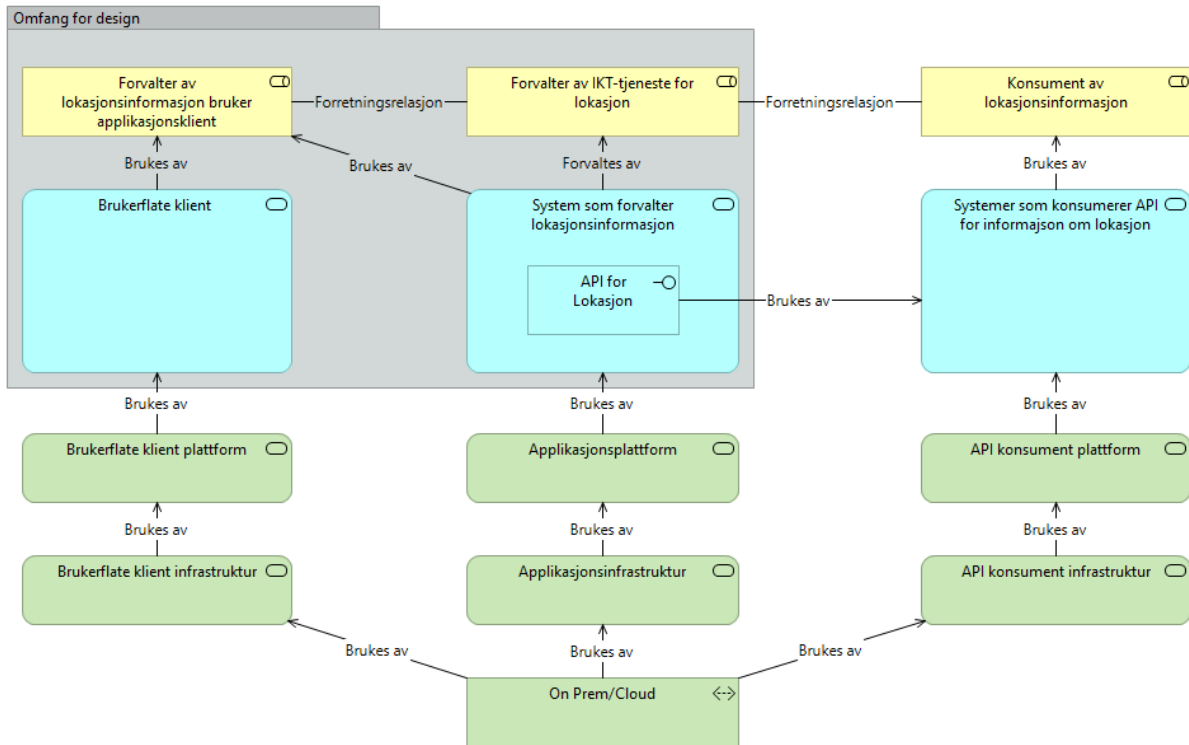 Omfang for design
Forvalter av
lokasjonsinformasjon bruker
applikasjonsklient
Forretningsrelasjon
Forvalter av IKT-tjeneste for
lokasjon
Forretningsrelasjon
Konsument av
lokasjonsinformasjon
Brukes av
Brukes av
Forvaltes av
Brukes av
Brukerflate klient
System som forvalter
lokasjonsinformasjon
Systemer som konsumerer API
for informajson om lokasjon
API for
Lokasjon
Brukes av
Brukes av
Brukes av
Brukes av
Brukerflate klient plattform
Applikasjonsplattform
API konsument plattform
Brukes av
Brukes av
Brukes av
Brukerflate klient infrastruktur
Applikasjonsinfrastruktur
API konsument infrastruktur
Brukes av
Brukes av
Brukes av
On Prem/Cloud